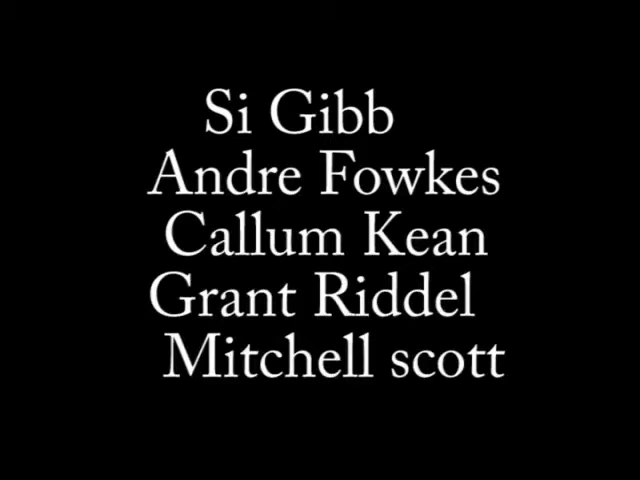 Si Gibb
Andre Fowkes
Callum Kean
Grant Riddel
Mitchell scott